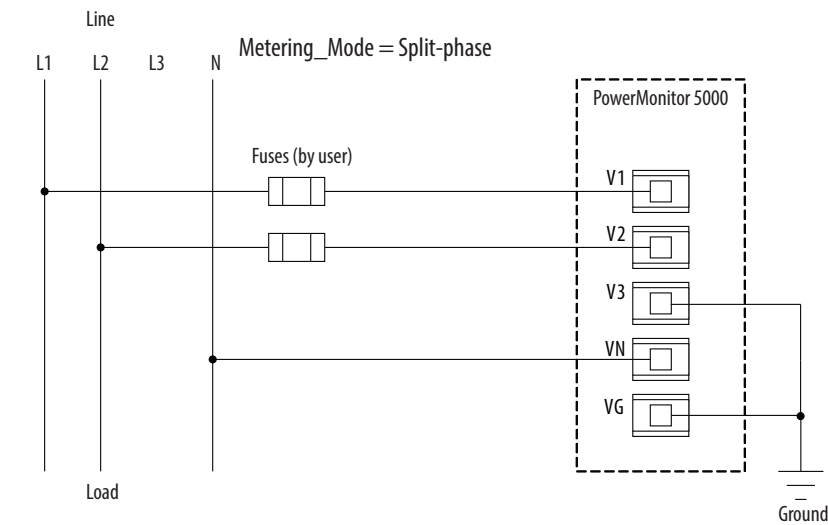 Line
L1 L2 L3 N
Metering_Mode = Split-phase
PowerMonitor 5000
Fuses (by user)
V1
V2
V3
VN
VG
Load
Ground